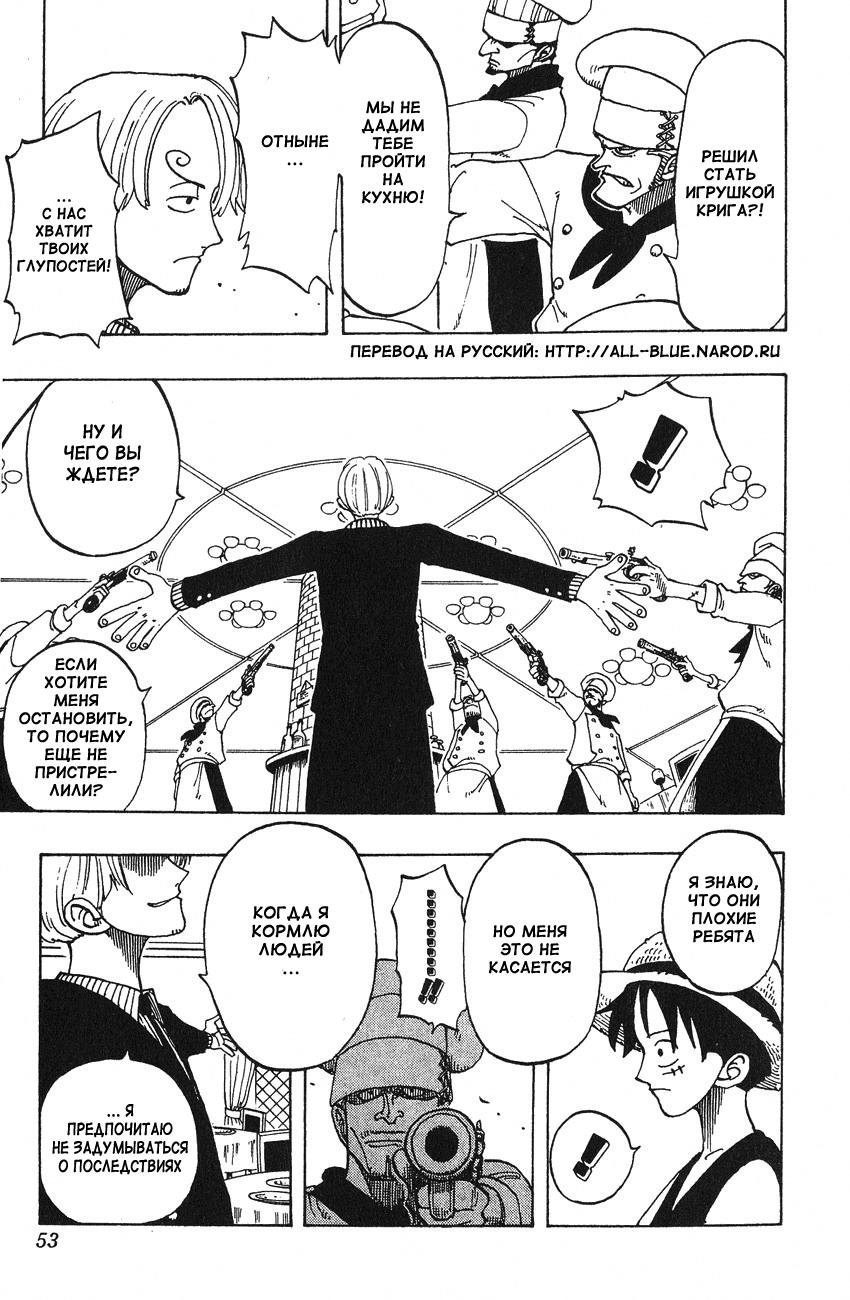 РЕШИЛ
СТАТЬ
ИГРУШКОЙ
КРИГА?!
МЫ НЕ
ДАДИМ
ТЕБЕ
ПРОЙТИ
НА
КУХНЮ!
ОТНЫНЕ
...
...
С НАС
ХВАТИТ
ТВОИХ
ГЛУПОСТЕЙ!
ПЕРЕВОД НА РУССКИЙ: HTTP://ALL-BLUE.NAROD.RU
!!
НУ И
ЧЕГО ВЫ
ЖДЕТЕ?
ЕСЛИ
ХОТИТЕ
МЕНЯ
ОСТАНОВИТЬ,
ТО ПОЧЕМУ
ЕЩЕ НЕ
ПРИСТРЕ-
ЛИЛИ?
Я ЗНАЮ,
ЧТО ОНИ
ПЛОХИЕ
РЕБЯТА
!!
НО МЕНЯ
ЭТО НЕ
КАСАЕТСЯ
.........!!
КОГДА Я
КОРМЛЮ
ЛЮДЕЙ
...
... Я
ПРЕДПОЧИТАЮ
НЕ ЗАДУМЫВАТЬСЯ
О ПОСЛЕДСТВИЯХ
53